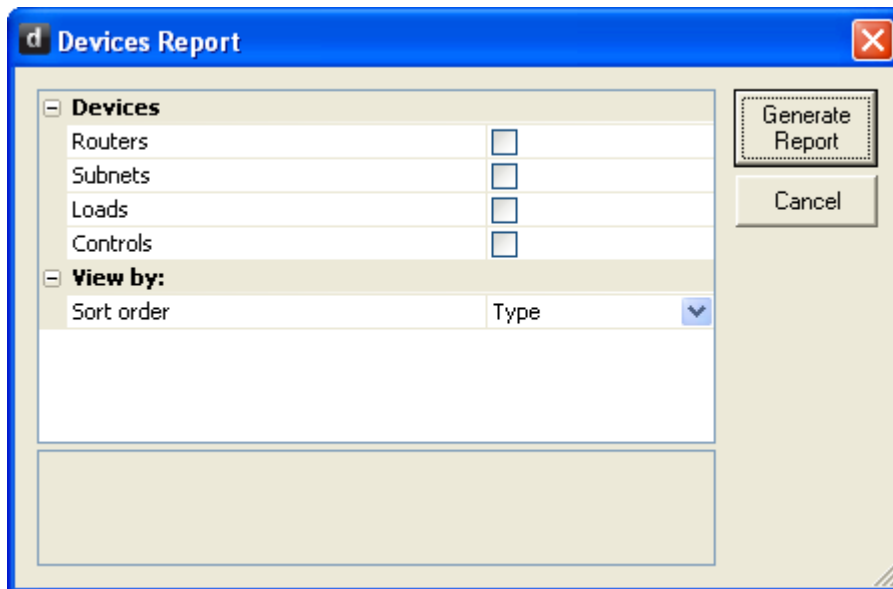 d Devices Report
Devices
Routers
Subnets
Loads
Controls
View by:
Sort order Type
Generate
Report
Cancel